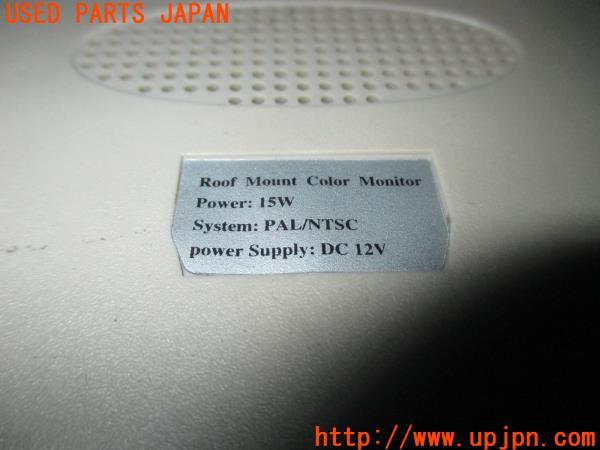 USED PARTS JAPAN
Roof Mount Color Monitor
Power: 15W
System: PAL/NTSC
power Supply: DC 12V
http://www.upjpn.com